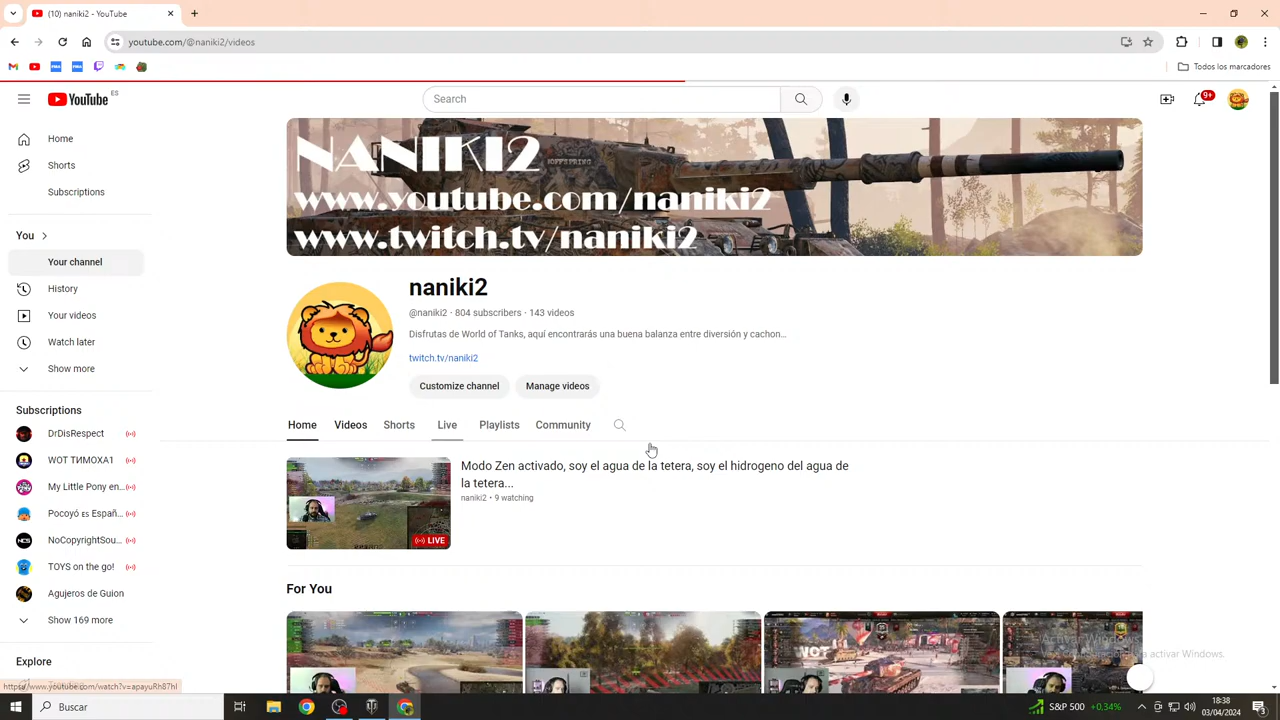 (10) naniki2 - YouTube
youtube.com/@naniki2/videos
Todos los marcadores
YouTube ES
Search
9+
Home
Shorts
Subscriptions
You
Your channel
History
Your videos
Watch later
Show more
Subscriptions
DrDisRespect
WOT ТИМОХА1
My Little Pony en...
Pocoyó ES Españ...
NoCopyrightSou...
TOYS on the go!
Agujeros de Guion
Show 169 more
Explore
https://www.youtube.com/watch?v=apayuRh87hI
NANIKI2
www.youtube.com/naniki2
www.twitch.tv/naniki2
naniki2
@naniki2 · 804 subscribers · 143 videos
Disfrutas de World of Tanks, aquí encontrarás una buena balanza entre diversión y cachon...
twitch.tv/naniki2
Customize channel
Manage videos
Home
Videos
Shorts
Live
Playlists
Community
Modo Zen activado, soy el agua de la tetera, soy el hidrogeno del agua de
la tetera...
naniki2 • 9 watching
LIVE
For You
WOT
Activar Windows
a activar Windows.
Buscar
S&P 500 +0,34%
18:38
03/04/2024